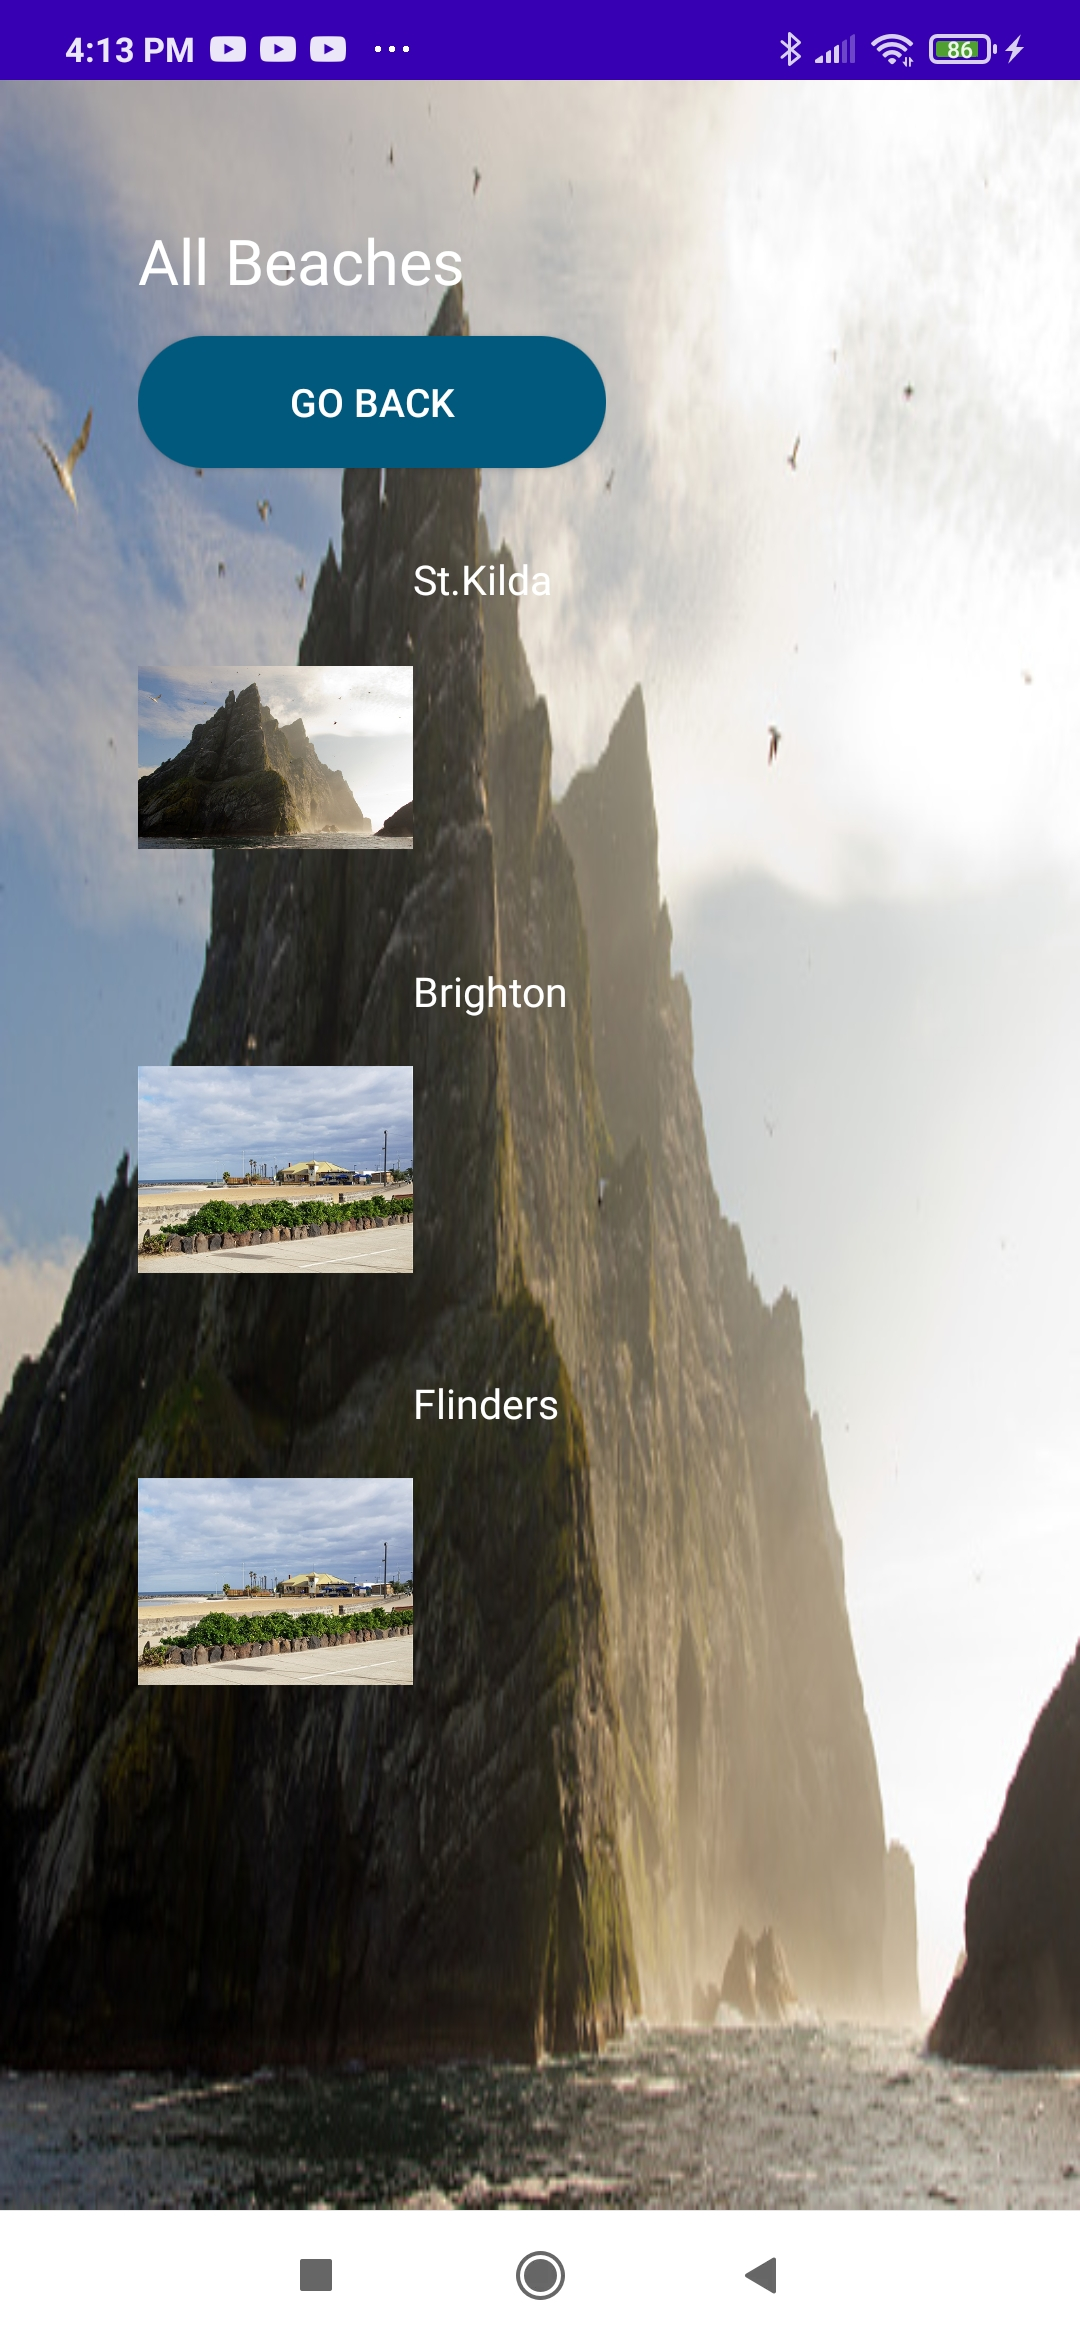 4:13 PM
86
All Beaches
GO BACK
St.Kilda
Brighton
Flinders